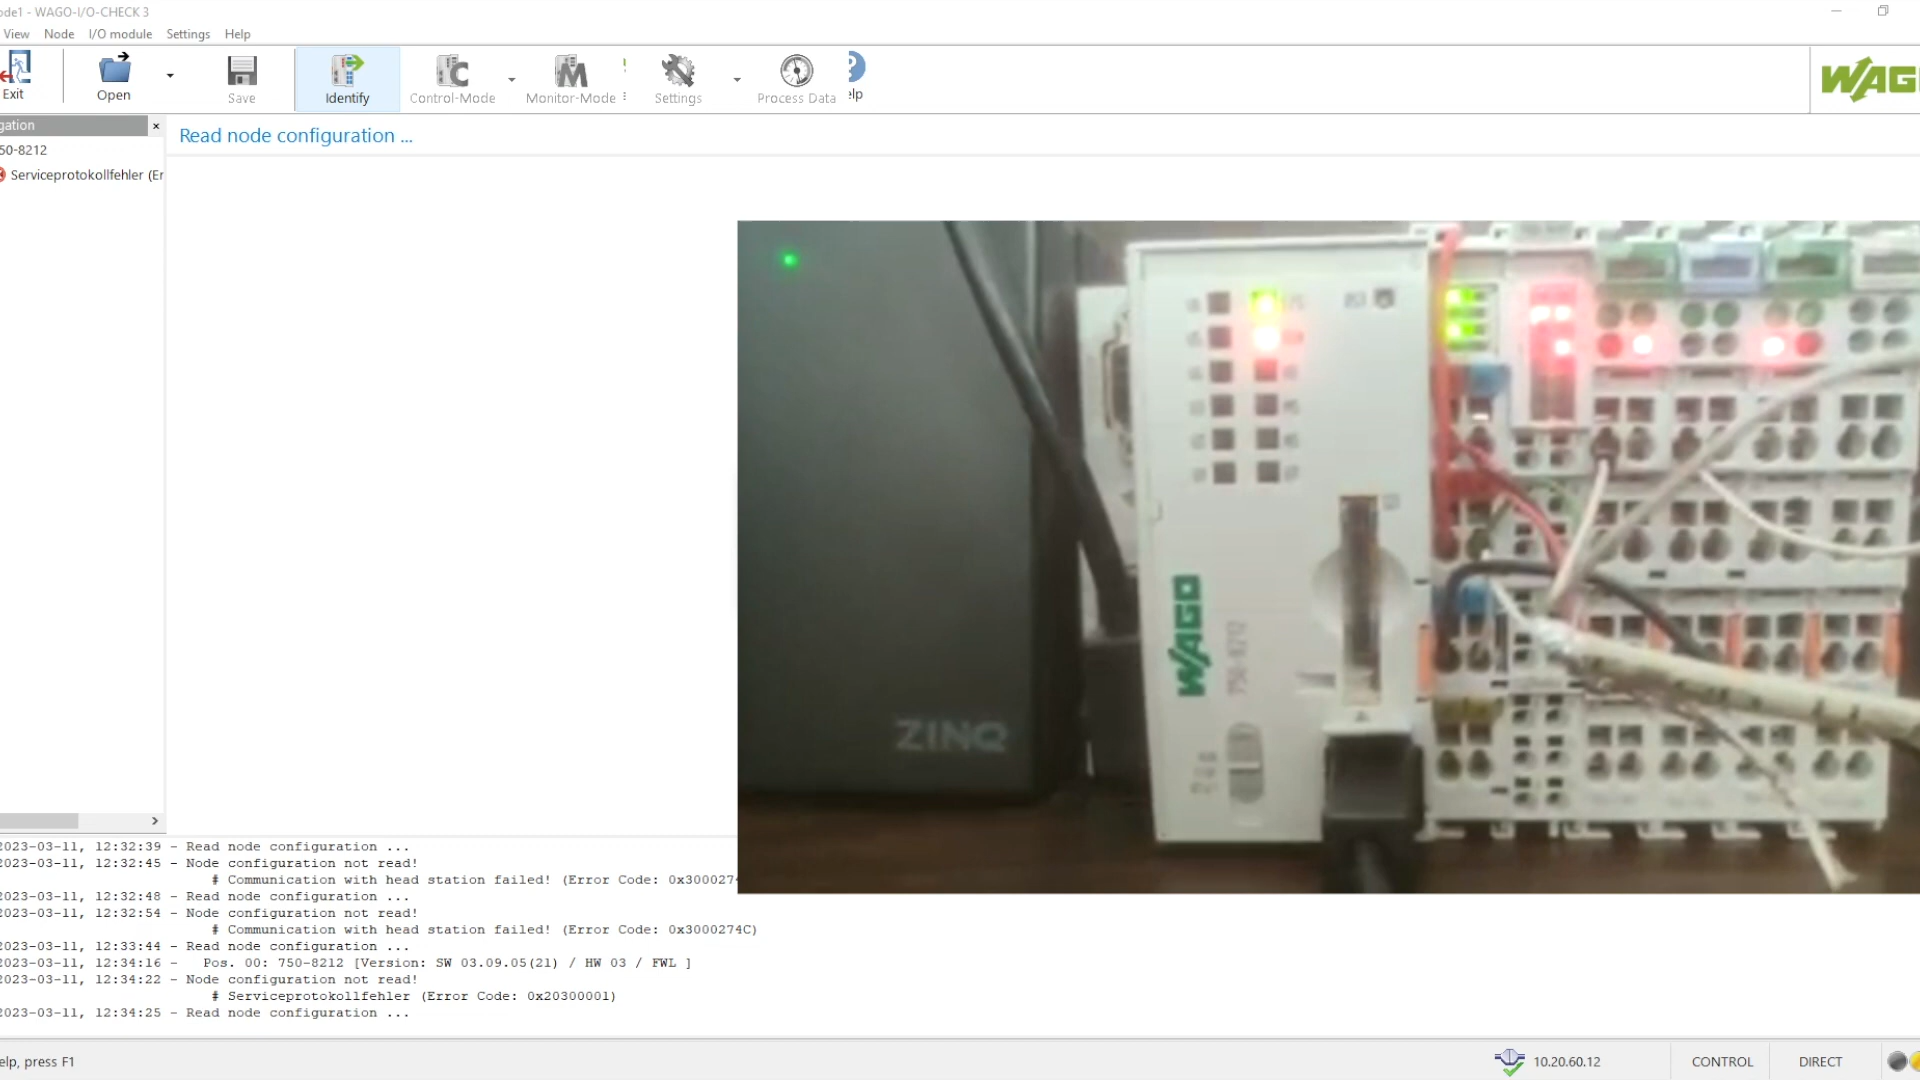 ode1 - WAGO-I/O-CHECK 3
View Node I/O module Settings Help
Exit Open Save Identify Control-Mode Monitor-Mode Settings Process Data elp
WAG
gation
Read node configuration ...
50-8212
Serviceprotokollfehler (Er
WAGO
750-8212
ZINQ
2023-03-11, 12:32:39 - Read node configuration ...
2023-03-11, 12:32:45 - Node configuration not read!
# Communication with head station failed! (Error Code: 0x3000274
2023-03-11, 12:32:48 - Read node configuration ...
2023-03-11, 12:32:54 - Node configuration not read!
# Communication with head station failed! (Error Code: 0x3000274C)
2023-03-11, 12:33:44 - Read node configuration ...
2023-03-11, 12:34:16 - Pos. 00: 750-8212 [Version: SW 03.09.05(21) / HW 03 / FWL ]
2023-03-11, 12:34:22 - Node configuration not read!
# Serviceprotokollfehler (Error Code: 0x20300001)
2023-03-11, 12:34:25 - Read node configuration ...
elp, press F1
10.20.60.12 CONTROL DIRECT